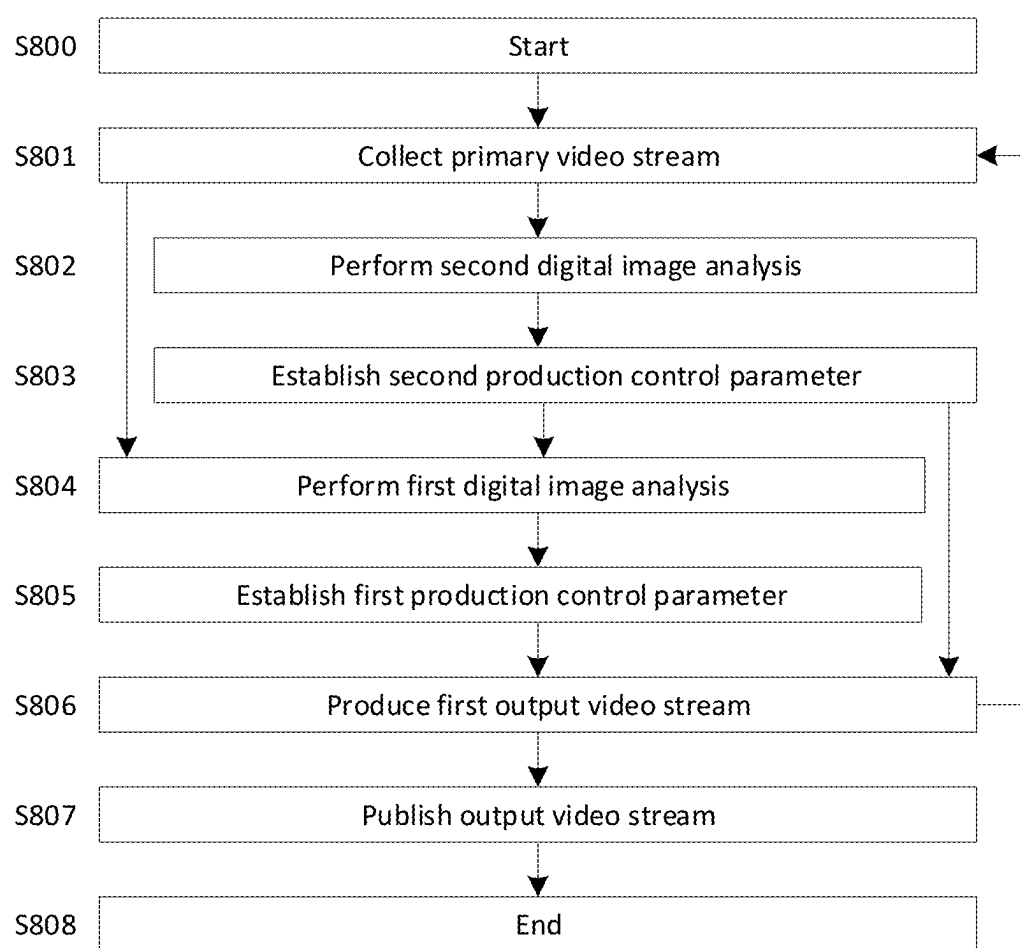 S800 Start
S801 Collect primary video stream
S802 Perform second digital image analysis
S803 Establish second production control parameter
S804 Perform first digital image analysis
S805 Establish first production control parameter
S806 Produce first output video stream
S807 Publish output video stream
S808 End